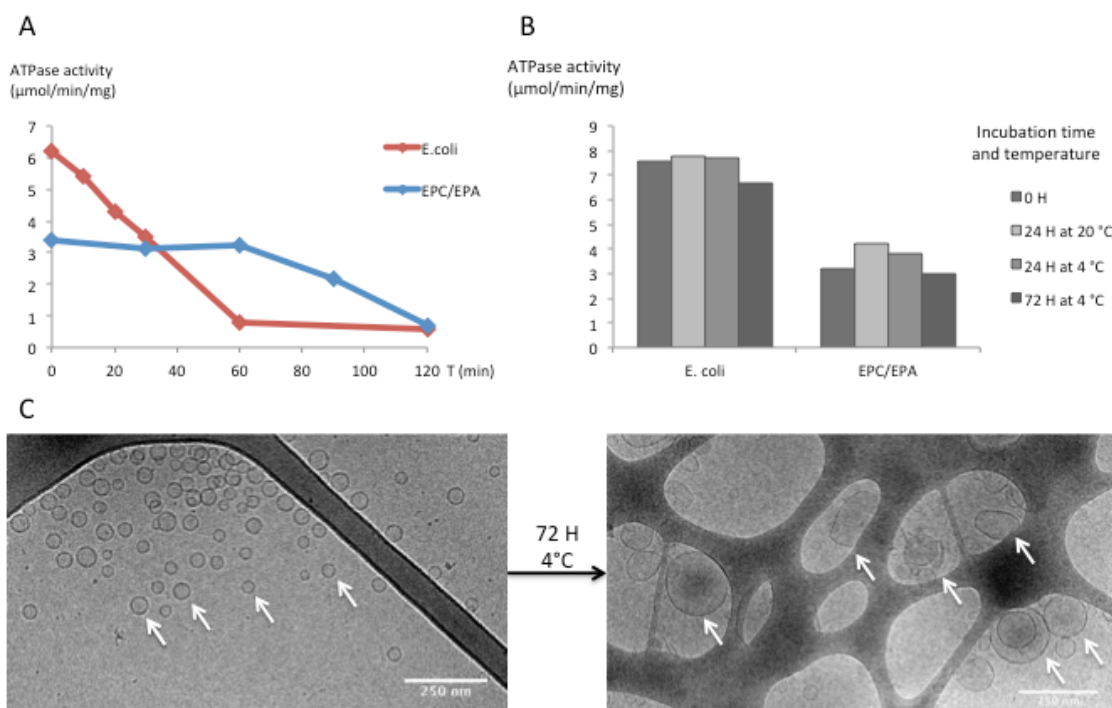 A
ATPase activity
(µmol/min/mg)
7
6
5
4
3
2
1
0
0 20 40 60 80 100 120 T (min)
E.coli
EPC/EPA
B
ATPase activity
(µmol/min/mg)
9
8
7
6
5
4
3
2
1
0
E. coli EPC/EPA
Incubation time
and temperature
0 H
24 H at 20 °C
24 H at 4 °C
72 H at 4 °C
C
250 nm
72 H
4°C
250 nm